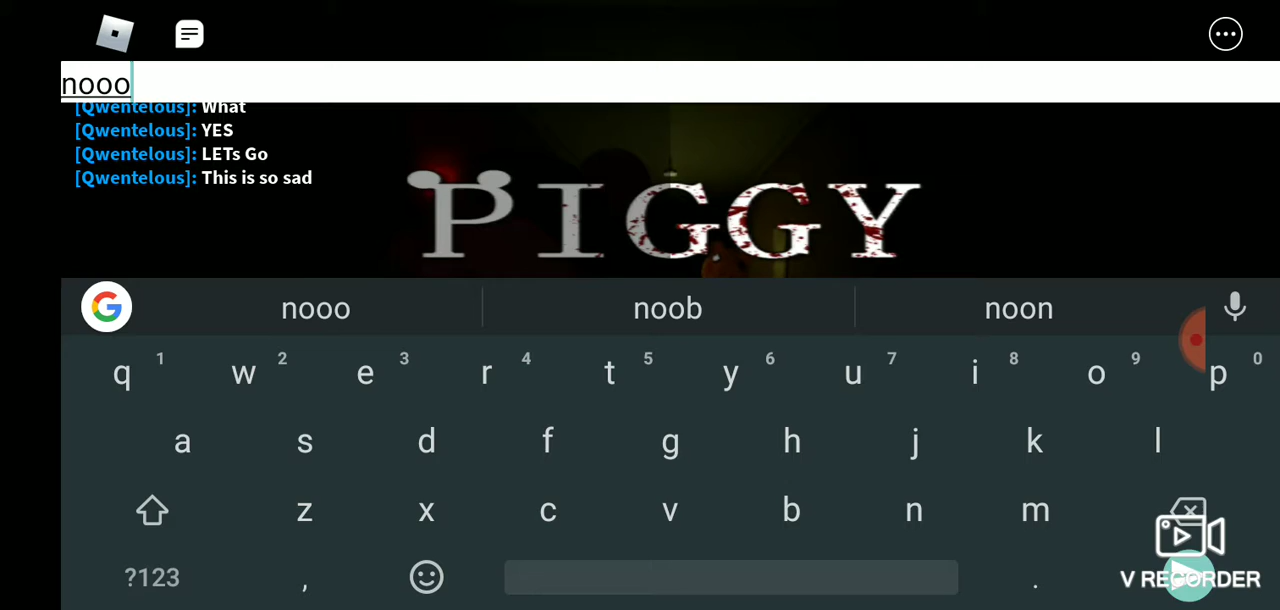 nooo
[Qwentelous]: What
[Qwentelous]: YES
[Qwentelous]: LETs Go
[Qwentelous]: This is so sad
PIGGY
nooo noob noon
q 1 w 2 e 3 r 4 t 5 y 6 u 7 i 8 o 9 p 0
a s d f g h j k l
z x c v b n m
?123 , .
V RECORDER